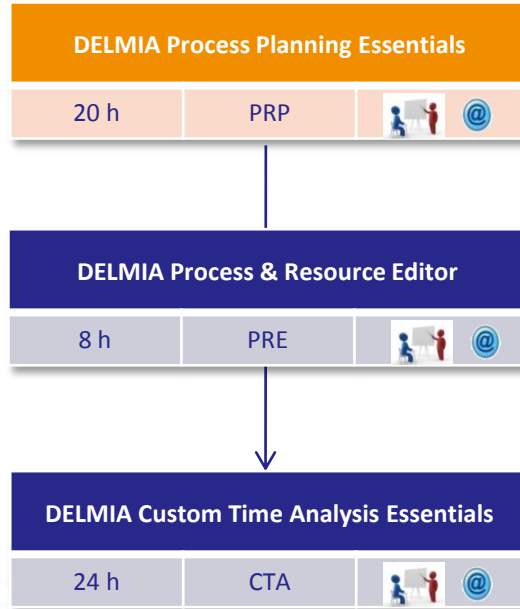 DELMIA Process Planning Essentials
20 h PRP @
DELMIA Process & Resource Editor
8 h PRE @
DELMIA Custom Time Analysis Essentials
24 h CTA @